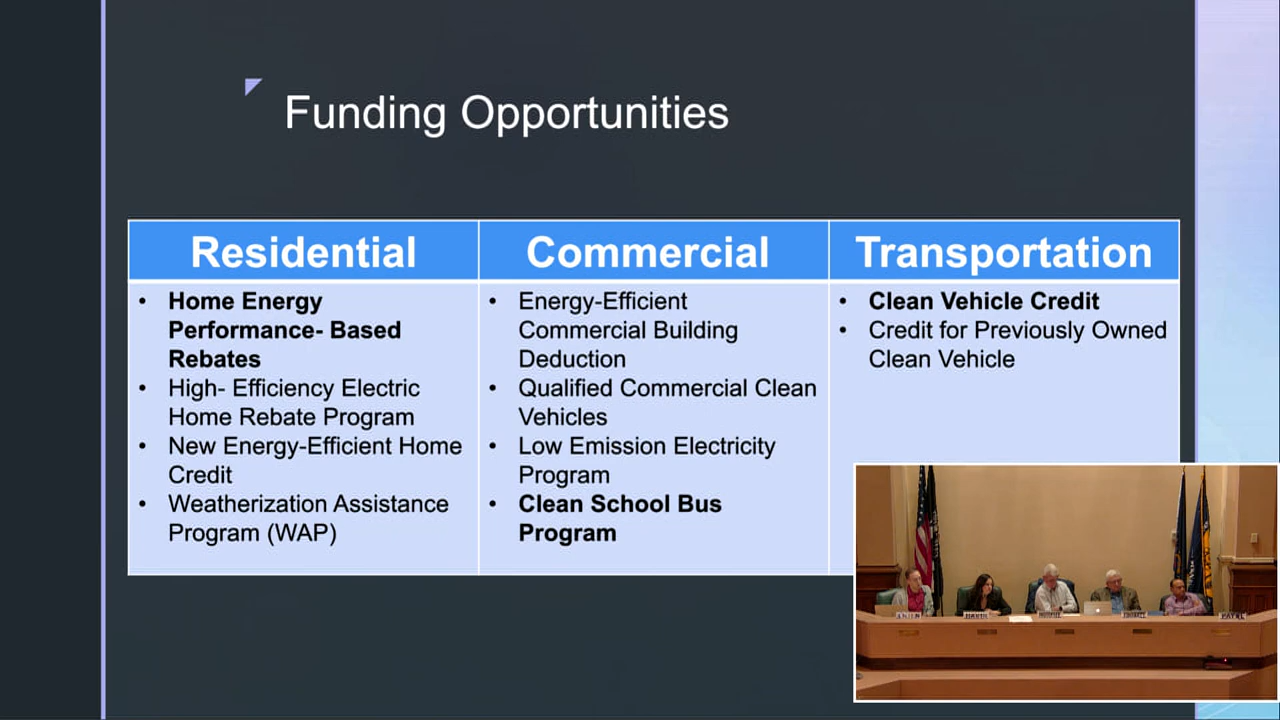 Funding Opportunities
Residential
Commercial
Transportation
• Home Energy
Performance- Based
Rebates
• High- Efficiency Electric
Home Rebate Program
• New Energy-Efficient Home
Credit
• Weatherization Assistance
Program (WAP)
• Energy-Efficient
Commercial Building
Deduction
• Qualified Commercial Clean
Vehicles
• Low Emission Electricity
Program
• Clean School Bus
Program
• Clean Vehicle Credit
• Credit for Previously Owned
Clean Vehicle
PATEL